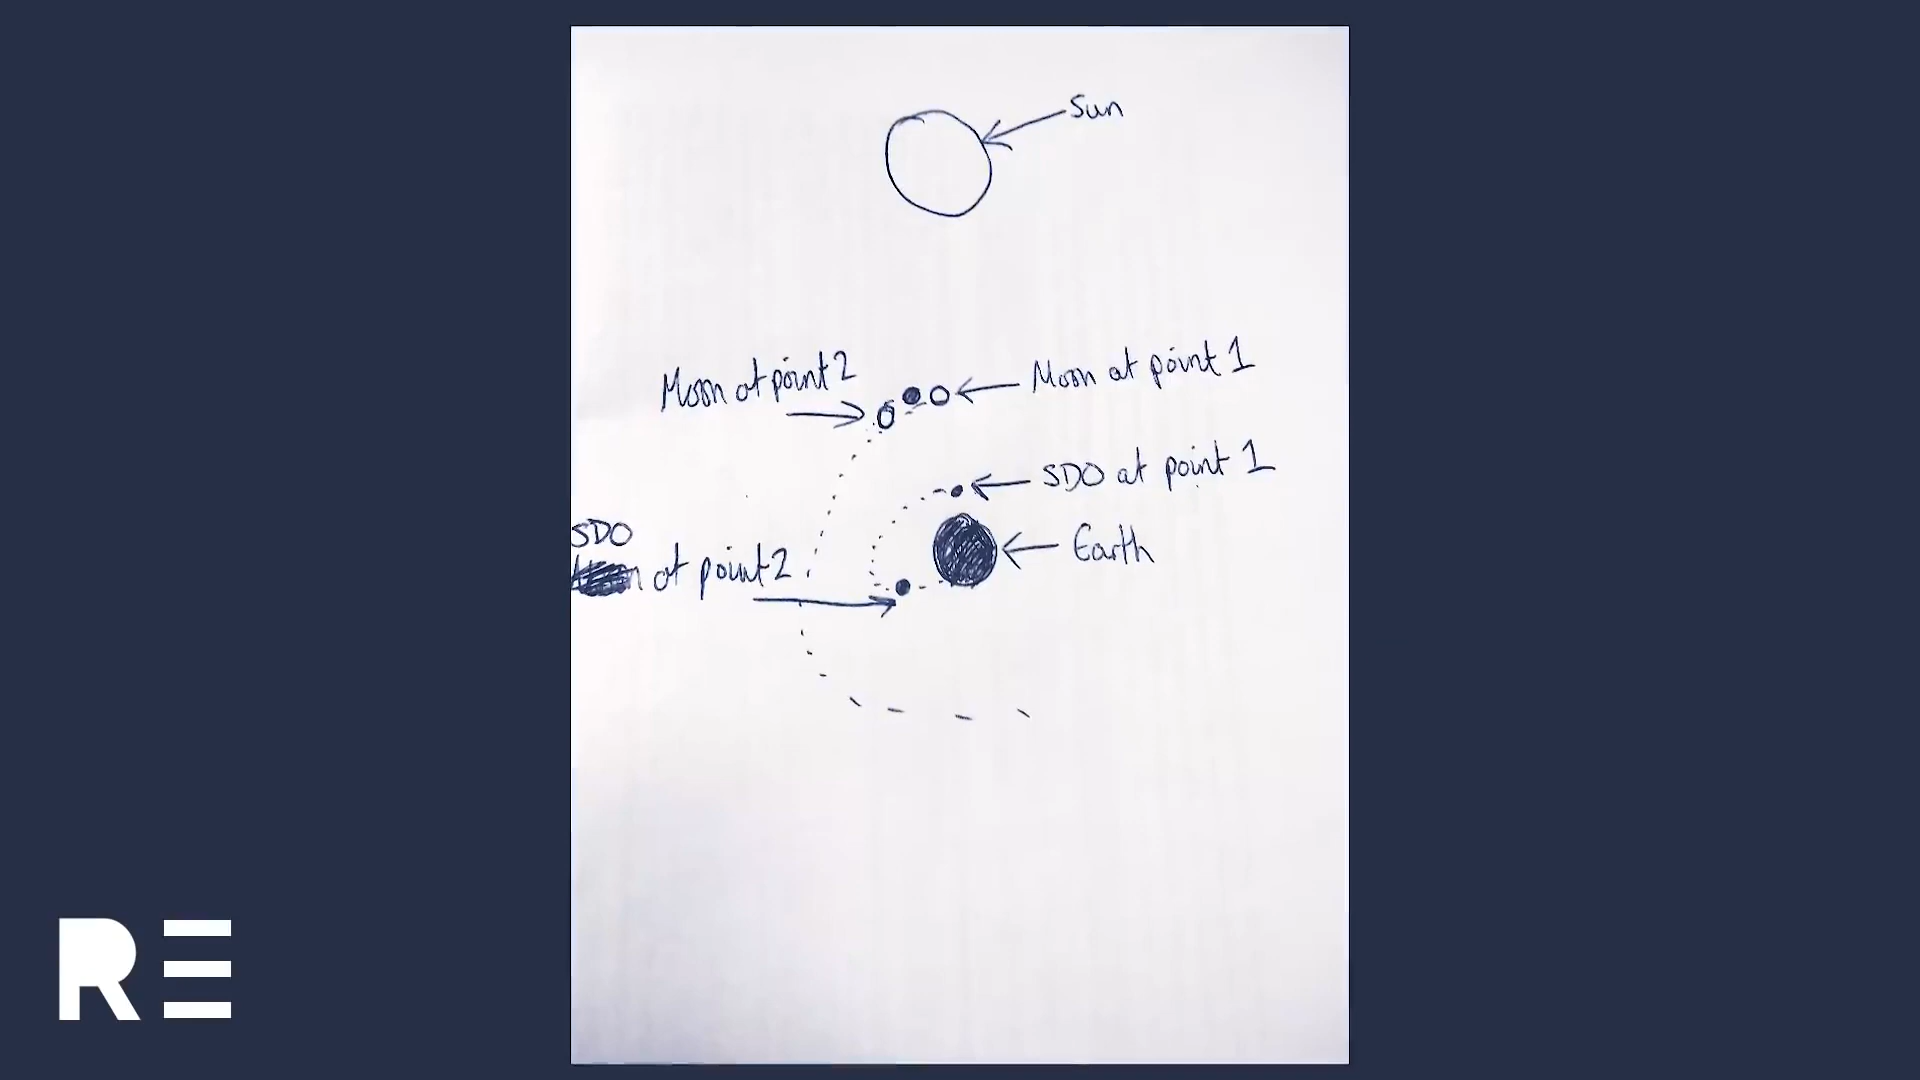 Sun
Moon at point 2
Moon at point 1
SDO at point 1
SDO
at point 2
Earth
RE